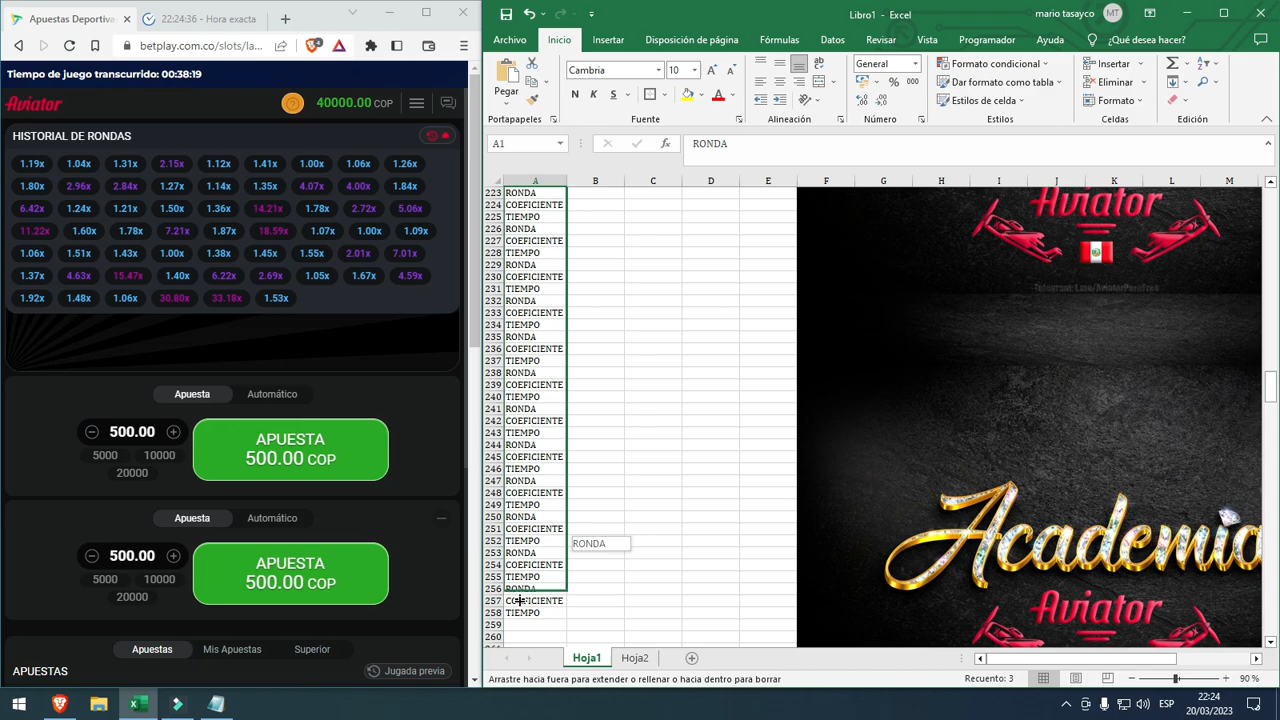 Apuestas Deportiva
22:24:36 - Hora exacta
betplay.com.co/slots/la...
4
Tiempo de juego transcurrido: 00:38:19
Aviator
40000.00 COP
HISTORIAL DE RONDAS
1.19x 1.04x 1.31x 2.15x 1.12x 1.41x 1.00x 1.06x 1.26x
1.80x 2.96x 2.84x 1.27x 1.14x 1.35x 4.07x 4.00x 1.84x
6.42x 1.24x 1.21x 1.50x 1.36x 14.21x 1.78x 2.72x 5.06x
11.22x 1.60x 1.78x 7.21x 1.87x 18.59x 1.07x 1.00x 1.09x
1.06x 1.51x 1.43x 1.00x 1.38x 1.45x 1.55x 2.01x 7.01x
1.37x 4.63x 15.47x 1.40x 6.22x 2.69x 1.05x 1.67x 4.59x
1.92x 1.48x 1.06x 30.80x 33.18x 1.53x
Apuesta Automático
500.00
5000 10000
20000
APUESTA
500.00 COP
Apuesta Automático
500.00
5000 10000
20000
APUESTA
500.00 COP
Apuestas Mis Apuestas Superior
APUESTAS
Jugada previa
Libro1 - Excel
mario tasayco
MT
Archivo Inicio Insertar Disposición de página Fórmulas Datos Revisar Vista Programador Ayuda ¿Qué desea hacer?
Pegar
Portapapeles
Cambria 10
N K S
Fuente
Alineación
General
Número
Formato condicional
Dar formato como tabla
Estilos de celda
Estilos
Insertar
Eliminar
Formato
Celdas
Edición
A1
RONDA
A B C D E F G H I J K L M
223 RONDA
224 COEFICIENTE
225 TIEMPO
226 RONDA
227 COEFICIENTE
228 TIEMPO
229 RONDA
230 COEFICIENTE
231 TIEMPO
232 RONDA
233 COEFICIENTE
234 TIEMPO
235 RONDA
236 COEFICIENTE
237 TIEMPO
238 RONDA
239 COEFICIENTE
240 TIEMPO
241 RONDA
242 COEFICIENTE
243 TIEMPO
244 RONDA
245 COEFICIENTE
246 TIEMPO
247 RONDA
248 COEFICIENTE
249 TIEMPO
250 RONDA
251 COEFICIENTE
252 TIEMPO
253 RONDA
254 COEFICIENTE
255 TIEMPO
256 RONDA
257 COEFICIENTE
258 TIEMPO
259
260
RONDA
Aviator
Academia
Aviator
Hoja1 Hoja2
Arrastre hacia fuera para extender o rellenar o hacia dentro para borrar
Recuento: 3
90 %
ESP
22:24
20/03/2023